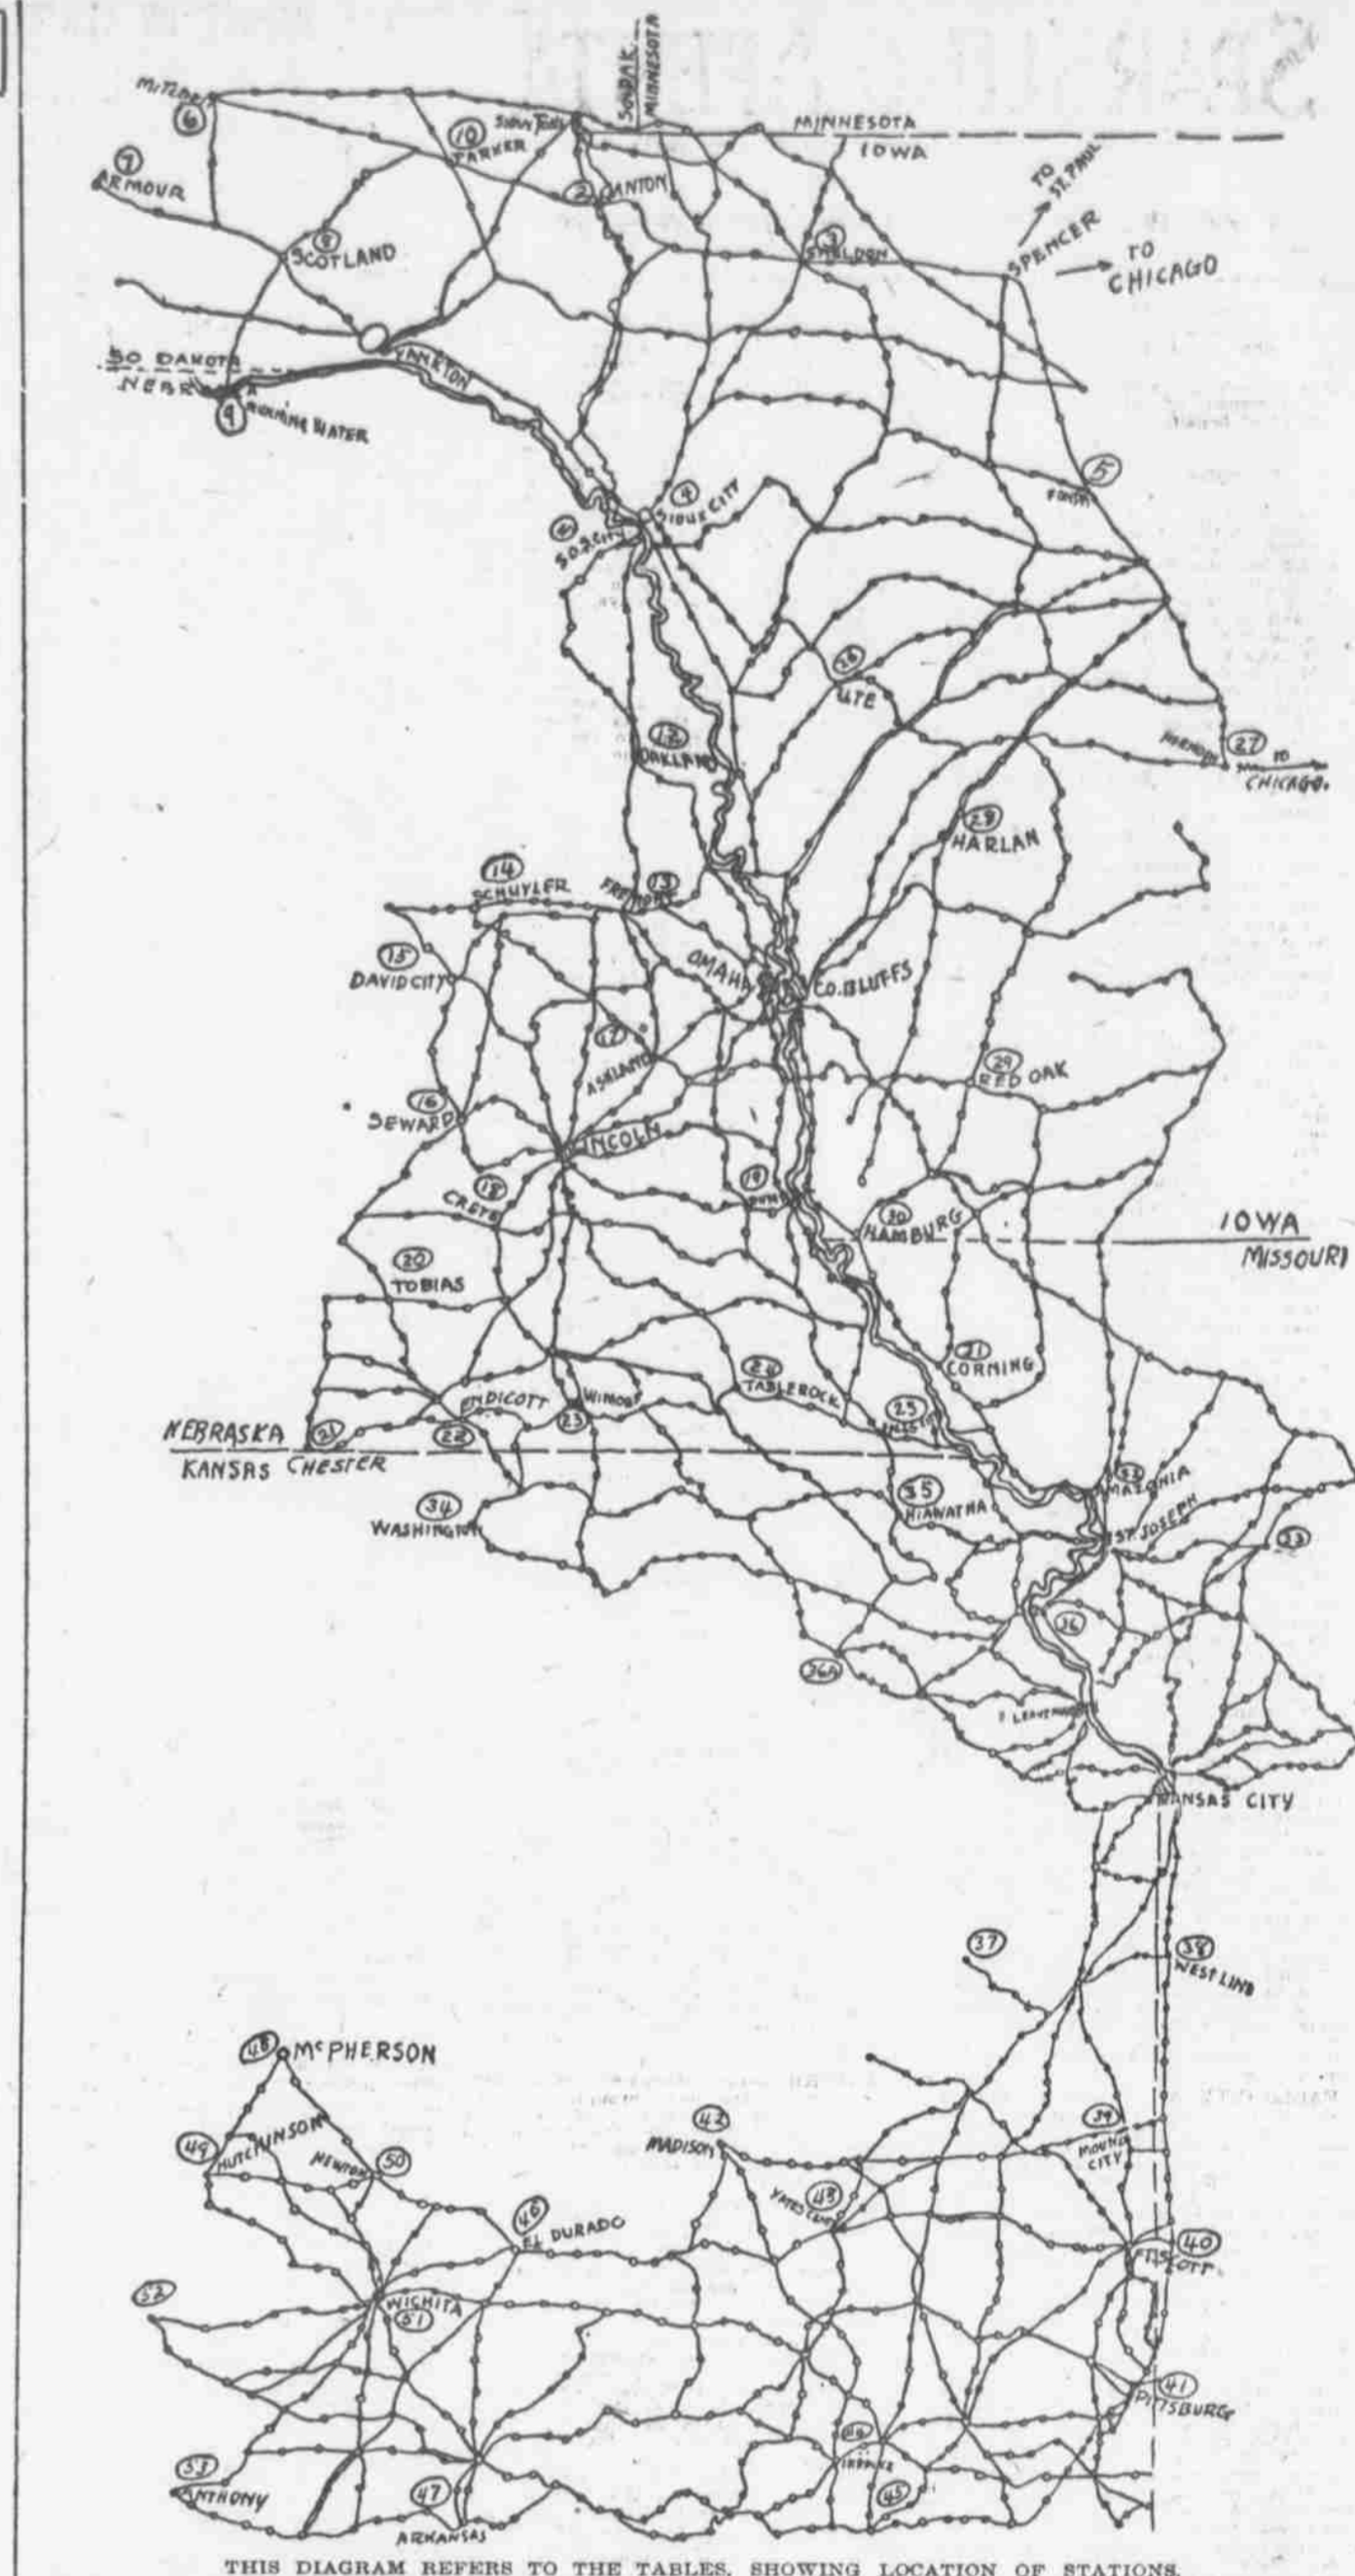 SO. DAK.
MINNESOTA
MINNESOTA
IOWA
6
10
PARKER
7
ARMOUR
2
CANTON
8
SCOTLAND
3
SHELDON
TO
ST. PAUL
SPENCER
TO
CHICAGO
SO DAKOTA
NEBR
YANKTON
9
RUNNING WATER
4
SIOUX CITY
5
FONDA
11
26
UTE
12
OAKLAND
27
TO
CHICAGO.
28
HARLAN
14
SCHUYLER
FREMONT
13
15
DAVID CITY
OMAHA
CO. BLUFFS
17
ASHLAND
29
RED OAK
16
SEWARD
LINCOLN
18
CRETE
19
30
HAMBURG
IOWA
MISSOURI
20
TOBIAS
31
CORNING
24
TABLEROCK
ENDICOTT
WIMORE
23
25
NEBRASKA
KANSAS
21
CHESTER
22
32
AMAZONIA
34
WASHINGTON
35
HIAWATHA
ST. JOSEPH
33
36
36A
KANSAS CITY
37
38
WEST LINE
48
McPHERSON
49
HUTCHINSON
NEWTON
50
42
MADISON
39
MOUND
CITY
43
YATES CENT
46
EL DURADO
40
FT. SCOTT.
52
WICHITA
51
41
PITTSBURG
53
ANTHONY
47
ARKANSAS
45
THIS DIAGRAM REFERS TO THE TABLES, SHOWING LOCATION OF STATIONS.